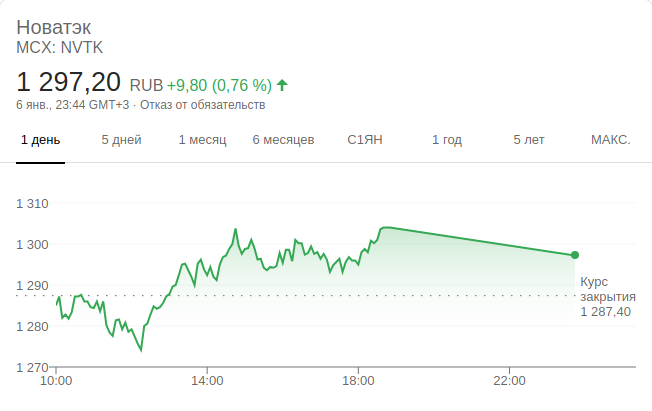 Новатэк
MCX: NVTK
1 297,20 RUB +9,80 (0,76 %)
6 янв., 23:44 GMT+3 · Отказ от обязательств
1 день 5 дней 1 месяц 6 месяцев С1ЯН 1 год 5 лет МАКС.
1 310
1 300
1 290
Курс
закрытия
1 287,40
1 280
1 270
10:00 14:00 18:00 22:00